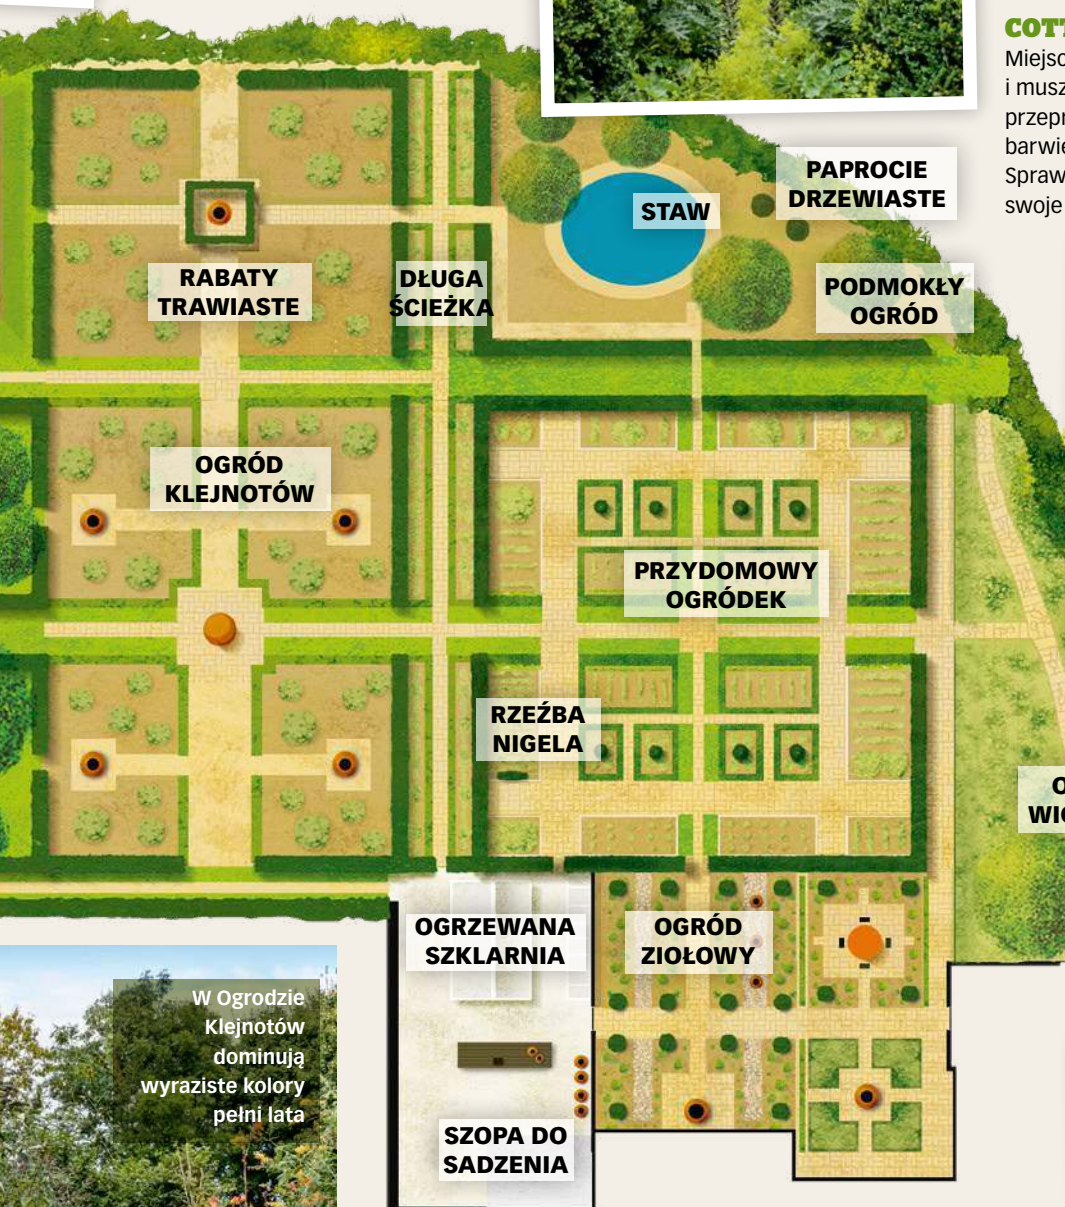 COTT
Miejsc
i musz
przepr
barwie
Spraw
swoje
PAPROCIE
DRZEWIASTE
STAW
RABATY
TRAWIASTE
DŁUGA
ŚCIEŻKA
PODMOKŁY
OGRÓD
OGRÓD
KLEJNOTÓW
PRZYDOMOWY
OGRÓDEK
RZEŹBA
NIGELA
O
WIO
OGRZEWANA
SZKLARNIA
OGRÓD
ZIOŁOWY
W Ogrodzie
Klejnotów
dominują
wyraziste kolory
pełni lata
SZOPA DO
SADZENIA